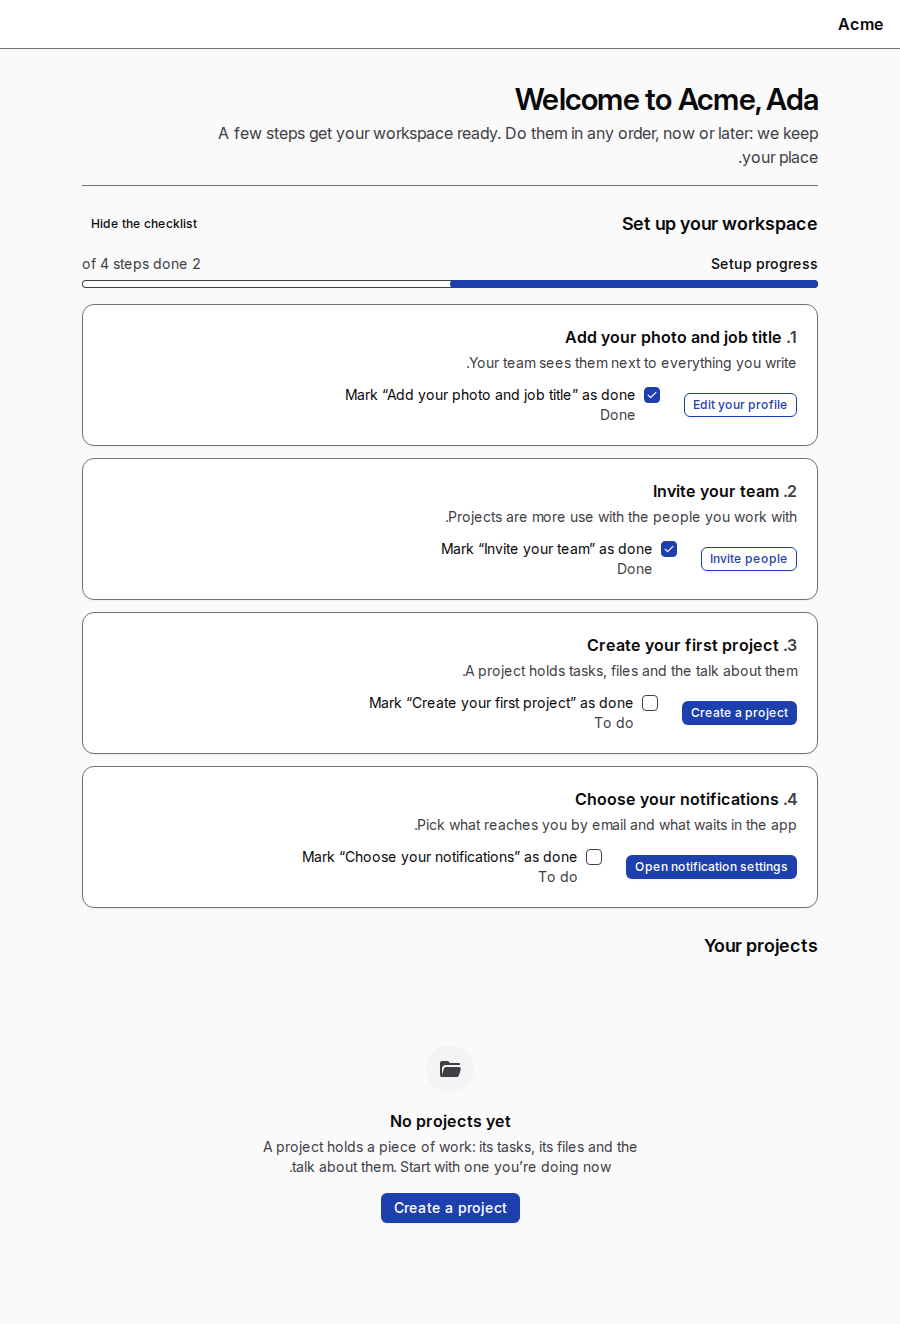 Acme
Welcome to Acme, Ada
A few steps get your workspace ready. Do them in any order, now or later: we keep
your place.
Set up your workspace
Hide the checklist
Setup progress
2 of 4 steps done
1. Add your photo and job title
Your team sees them next to everything you write.
Edit your profile
Mark “Add your photo and job title” as done
Done
2. Invite your team
Projects are more use with the people you work with.
Invite people
Mark “Invite your team” as done
Done
3. Create your first project
A project holds tasks, files and the talk about them.
Create a project
Mark “Create your first project” as done
To do
4. Choose your notifications
Pick what reaches you by email and what waits in the app.
Open notification settings
Mark “Choose your notifications” as done
To do
Your projects
No projects yet
A project holds a piece of work: its tasks, its files and the
talk about them. Start with one you’re doing now.
Create a project